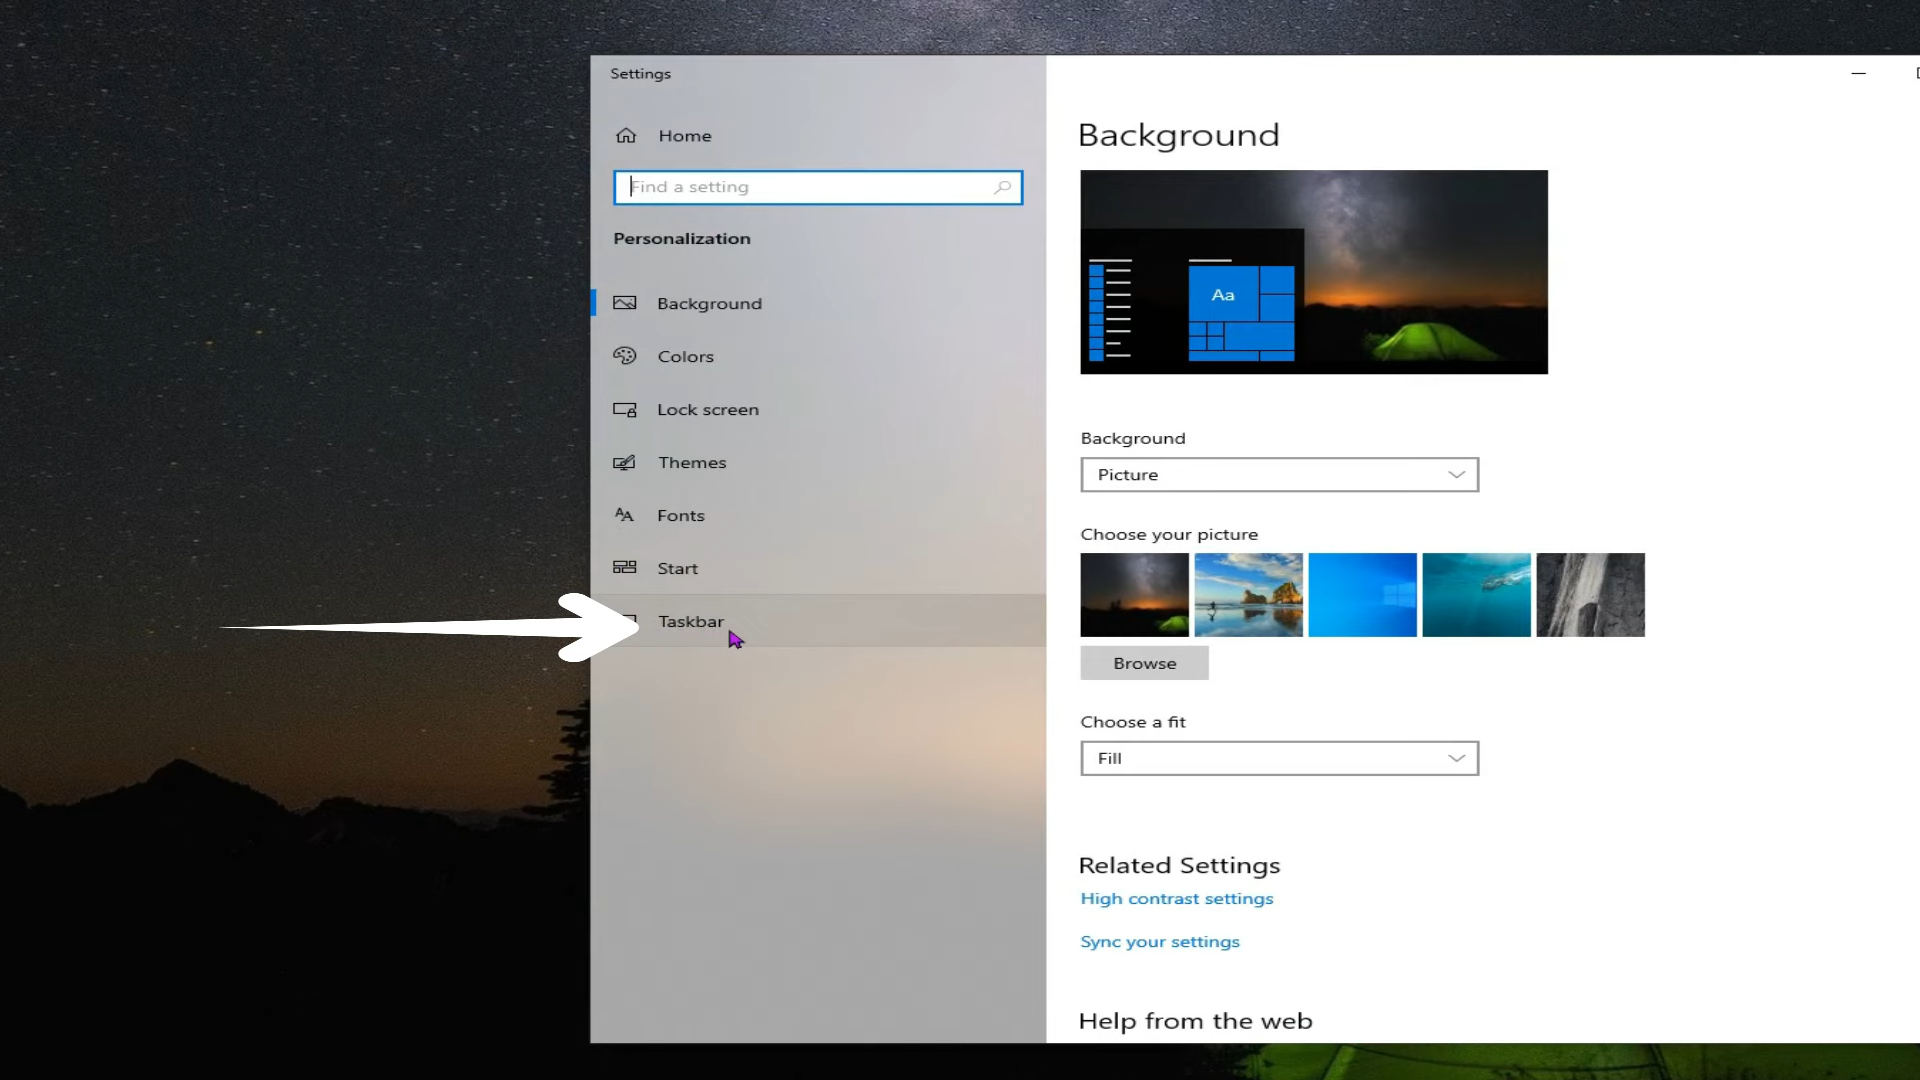 Settings
Home
Find a setting
Personalization
Background
Colors
Lock screen
Themes
Fonts
Start
Taskbar
Background
Aa
Background
Picture
Choose your picture
Browse
Choose a fit
Fill
Related Settings
High contrast settings
Sync your settings
Help from the web